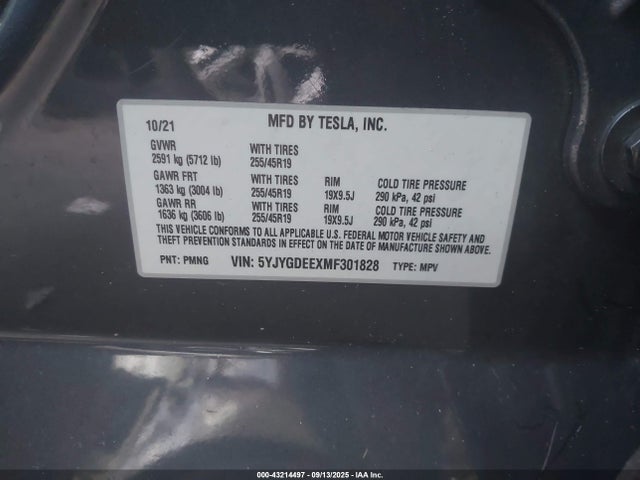 10/21 MFD BY TESLA, INC.
GVWR WITH TIRES
2591 kg (5712 lb) 255/45R19
GAWR FRT WITH TIRES RIM COLD TIRE PRESSURE
1363 kg (3004 lb) 255/45R19 19X9.5J 290 kPa, 42 psi
GAWR RR WITH TIRES RIM COLD TIRE PRESSURE
1636 kg (3606 lb) 255/45R19 19X9.5J 290 kPa, 42 psi
THIS VEHICLE CONFORMS TO ALL APPLICABLE U.S. FEDERAL MOTOR VEHICLE SAFETY AND
THEFT PREVENTION STANDARDS IN EFFECT ON THE DATE OF MANUFACTURE SHOWN ABOVE.
PNT: PMNG VIN: 5YJYGDEEXMF301828 TYPE: MPV
000-43214497 - 09/13/2025 - IAA Inc.